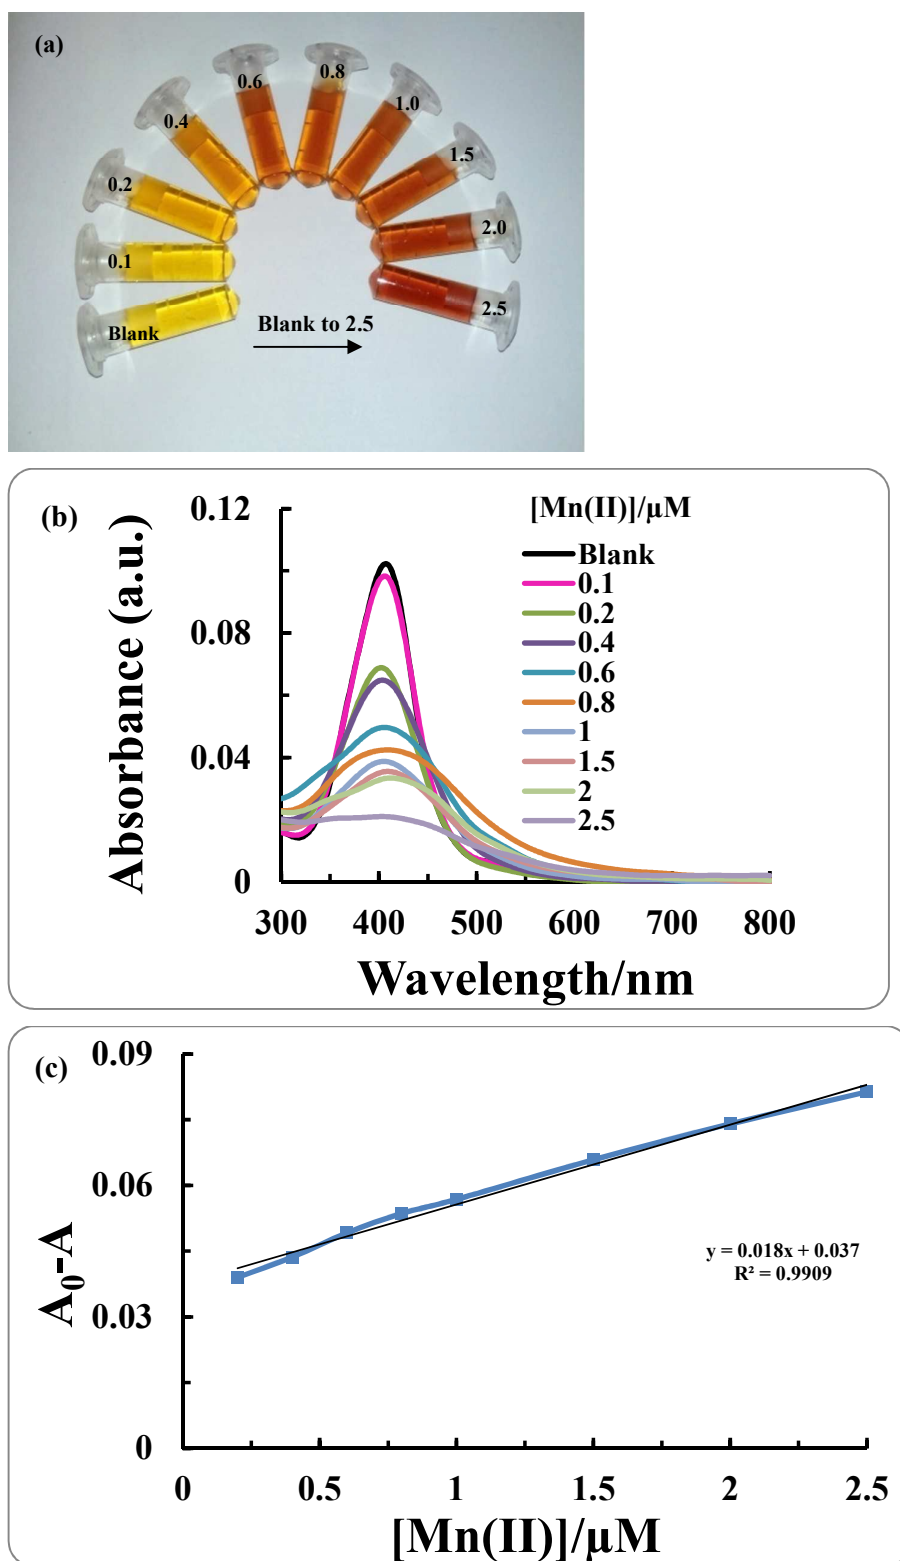 (a)
0.6
0.8
0.4
1.0
0.2
1.5
0.1
2.0
Blank
2.5
Blank to 2.5
(b)
[Mn(II)]/µM
Absorbance (a.u.)
0.12
0.08
0.04
0
Blank
0.1
0.2
0.4
0.6
0.8
1
1.5
2
2.5
300 400 500 600 700 800
Wavelength/nm
(c)
A₀-A
0.09
0.06
0.03
0
y = 0.018x + 0.037
R² = 0.9909
0 0.5 1 1.5 2 2.5
[Mn(II)]/µM